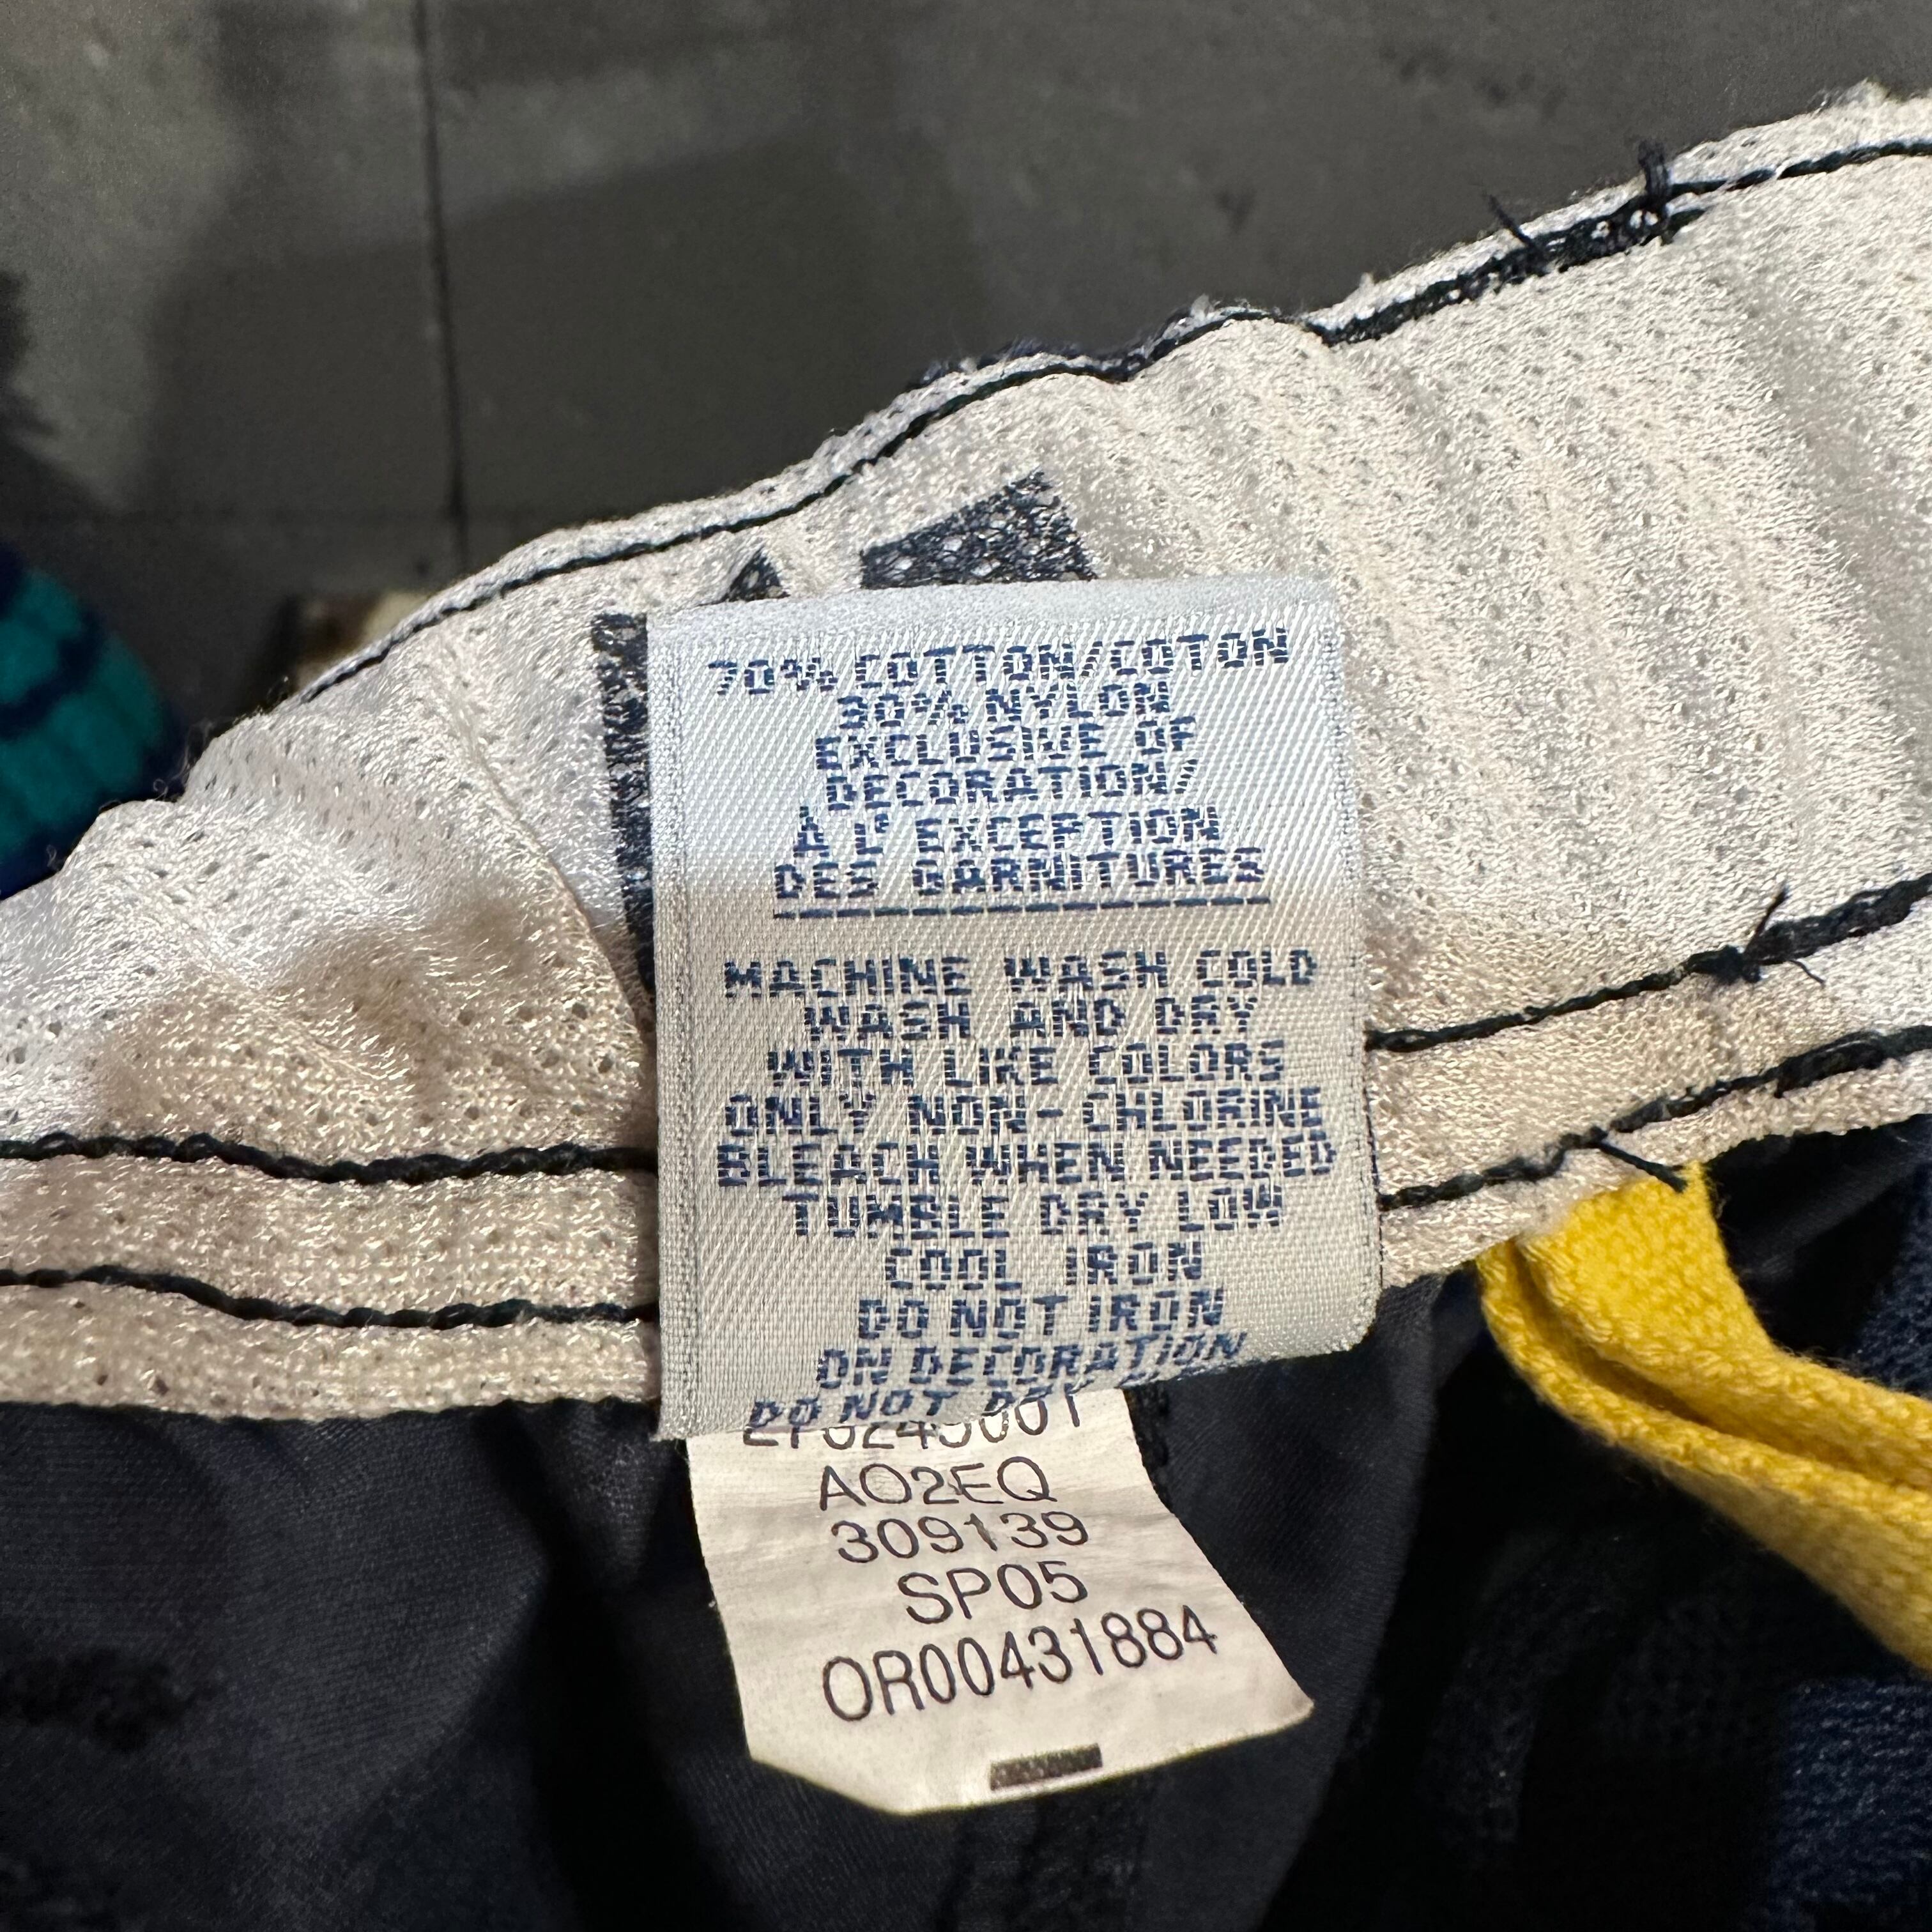 70% COTTON/COTON
30% NYLON
EXCLUSIVE OF
DECORATION/
À L' EXCEPTION
DES GARNITURES
MACHINE WASH COLD
WASH AND DRY
WITH LIKE COLORS
ONLY NON-CHLORINE
BLEACH WHEN NEEDED
TUMBLE DRY LOW
COOL IRON
DO NOT IRON
ON DECORATION
DO NOT
AO2EQ
309139
SP05
OR00431884